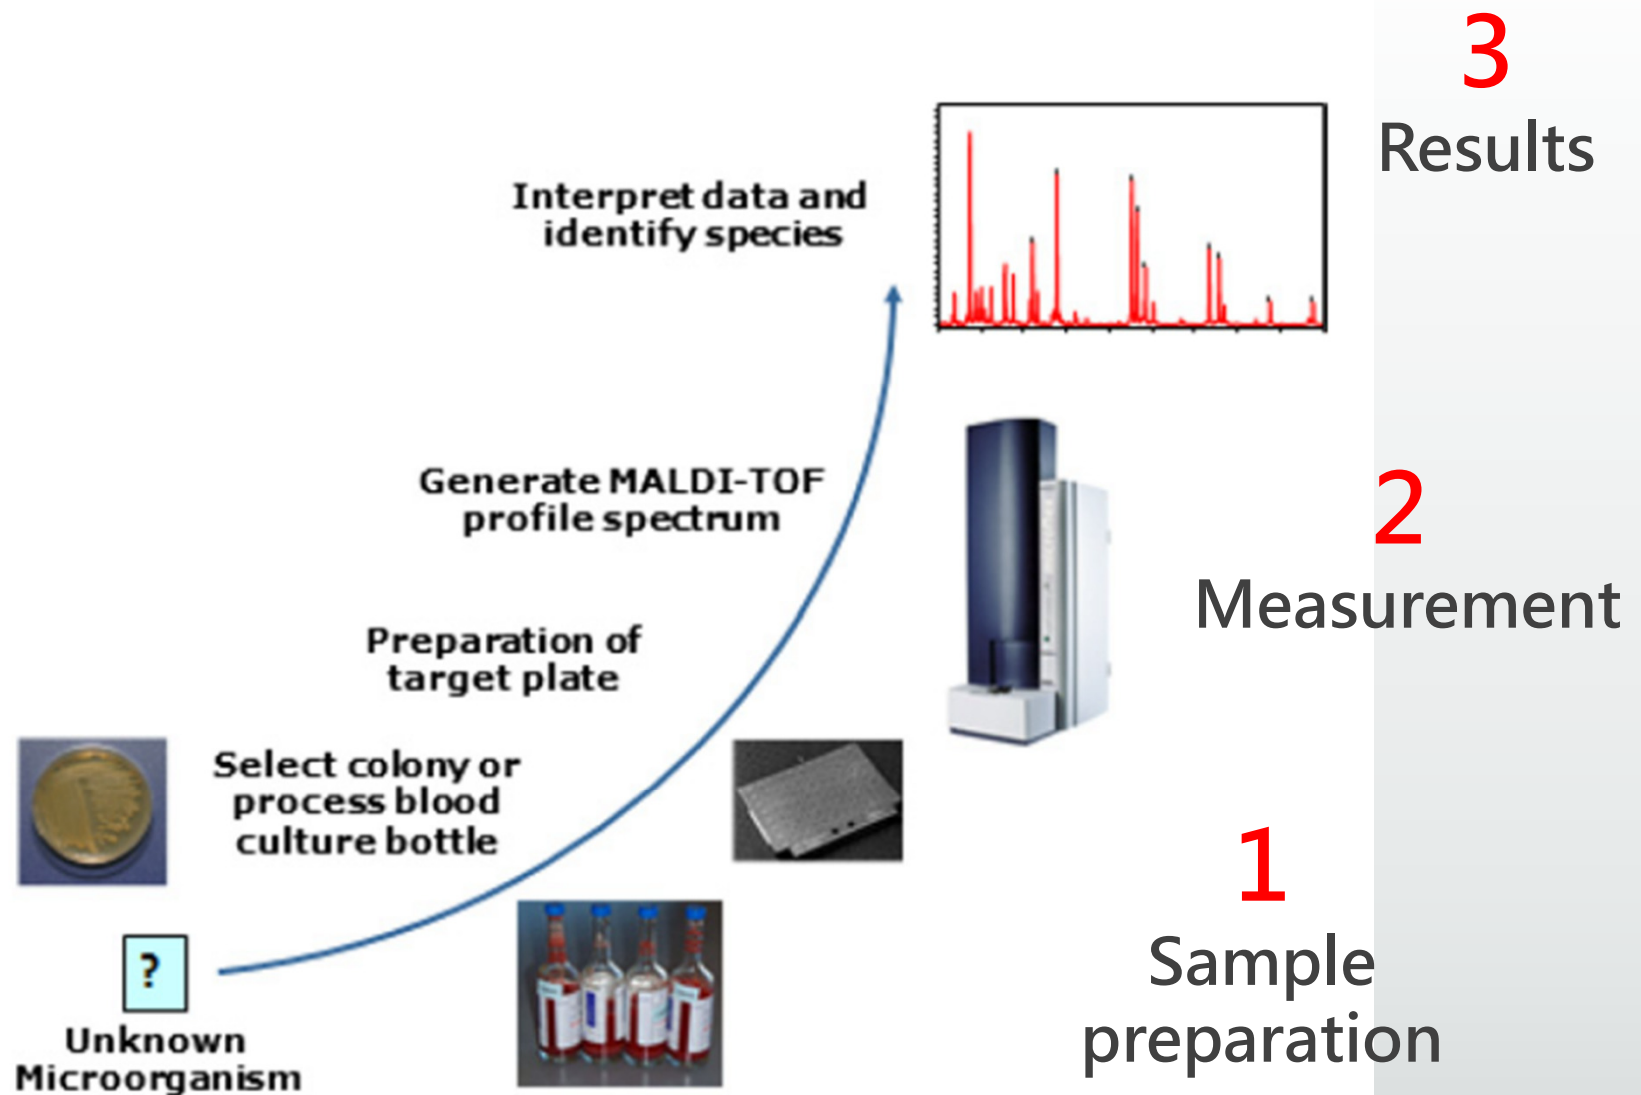 3
Results
Interpret data and
identify species
Generate MALDI-TOF
profile spectrum
2
Measurement
Preparation of
target plate
Select colony or
process blood
culture bottle
1
Sample
preparation
?
Unknown
Microorganism